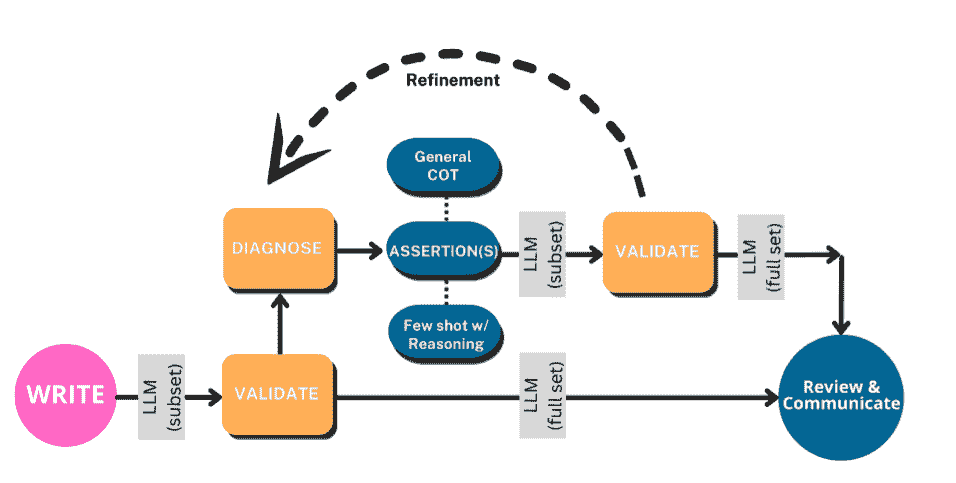 Refinement
General
COT
DIAGNOSE
ASSERTION(S)
LLM
(subset)
VALIDATE
LLM
(full set)
Few shot w/
Reasoning
WRITE
LLM
(subset)
VALIDATE
LLM
(full set)
Review &
Communicate